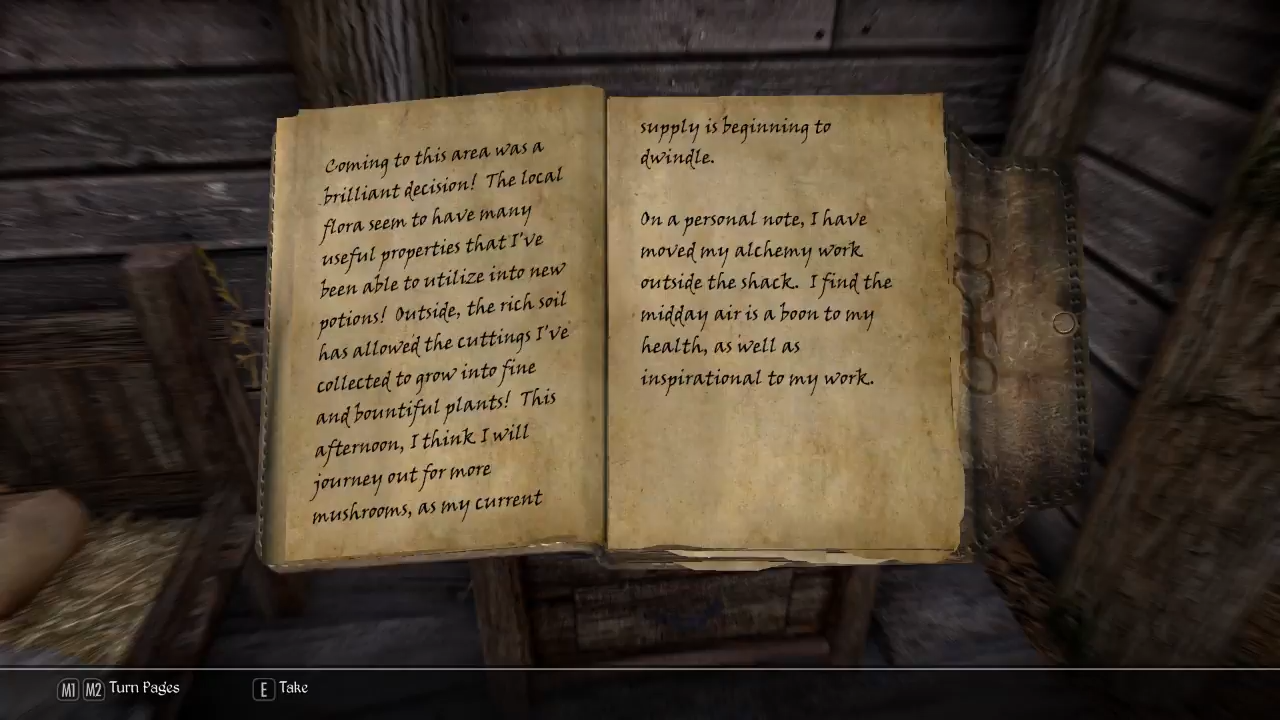 Coming to this area was a
brilliant decision! The local
flora seem to have many
useful properties that I've
been able to utilize into new
potions! Outside, the rich soil
has allowed the cuttings I've
collected to grow into fine
and bountiful plants! This
afternoon, I think I will
journey out for more
mushrooms, as my current
supply is beginning to
dwindle.
On a personal note, I have
moved my alchemy work
outside the shack. I find the
midday air is a boon to my
health, as well as
inspirational to my work.
M1 M2 Turn Pages
E Take